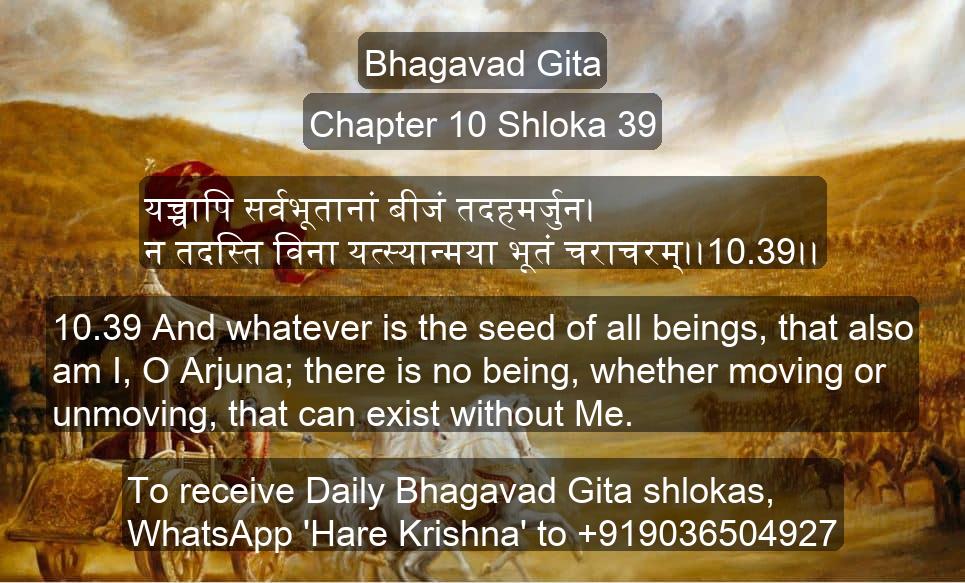 Bhagavad Gita
Chapter 10 Shloka 39
यच्चापि सर्वभूतानां बीजं तदहमर्जुन।
न तदस्ति विना यत्स्यान्मया भूतं चराचरम्।।10.39।।
10.39 And whatever is the seed of all beings, that also
am I, O Arjuna; there is no being, whether moving or
unmoving, that can exist without Me.
To receive Daily Bhagavad Gita shlokas,
WhatsApp 'Hare Krishna' to +919036504927